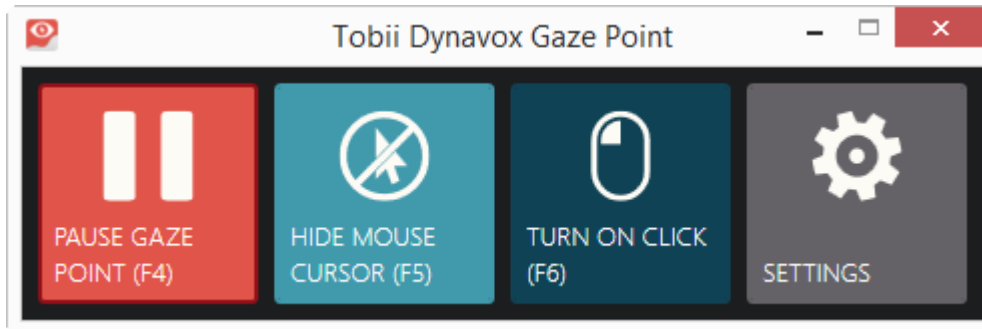 Tobii Dynavox Gaze Point
PAUSE GAZE
POINT (F4)
HIDE MOUSE
CURSOR (F5)
TURN ON CLICK
(F6)
SETTINGS